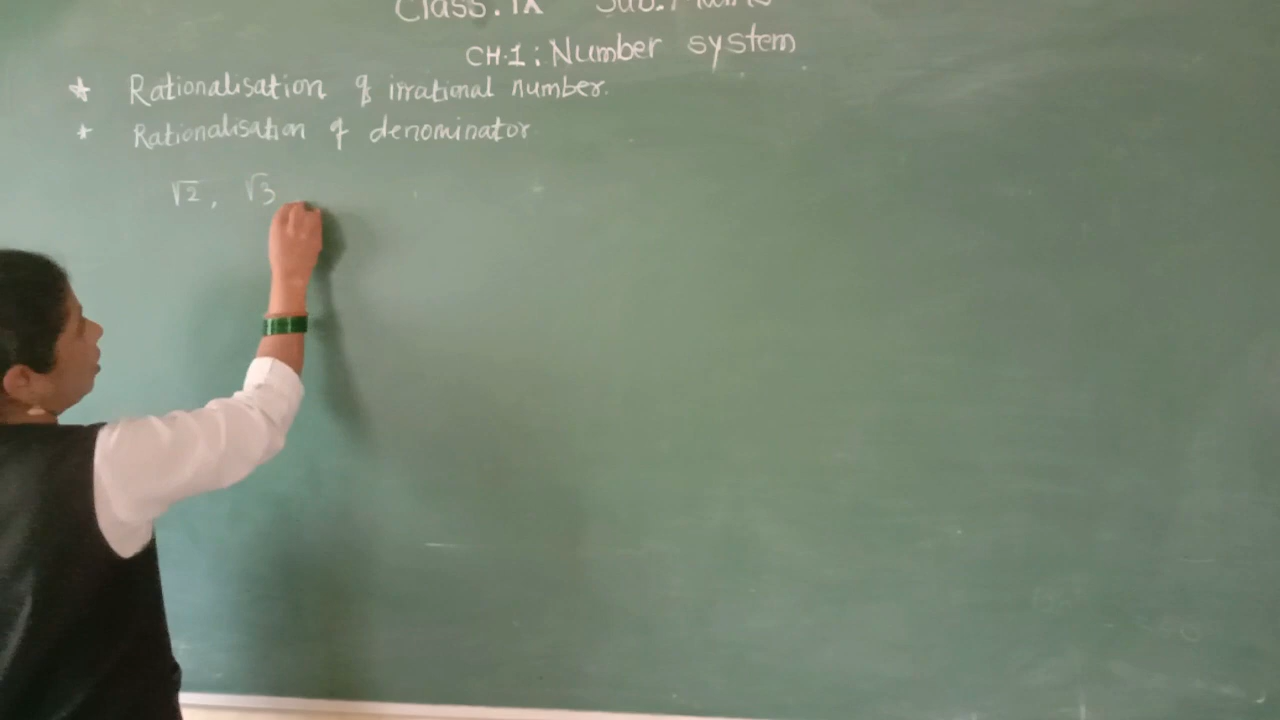 Class. IX Sub. Maths
CH.1: Number system
* Rationalisation of irrational number.
* Rationalisation of denominator
√2, √3